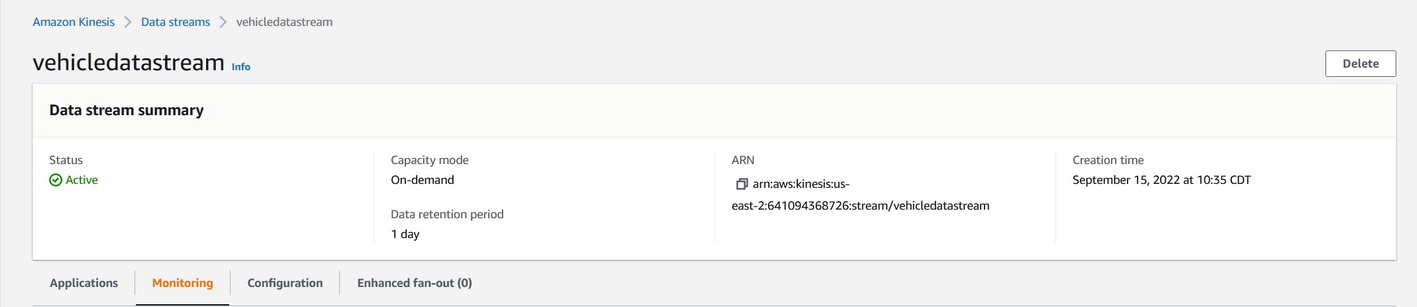 Amazon Kinesis > Data streams > vehicledatastream
vehicledatastream Info
Delete
Data stream summary
Status
Active
Capacity mode
On-demand
Data retention period
1 day
ARN
arn:aws:kinesis:us-
east-2:641094368726:stream/vehicledatastream
Creation time
September 15, 2022 at 10:35 CDT
Applications
Monitoring
Configuration
Enhanced fan-out (0)